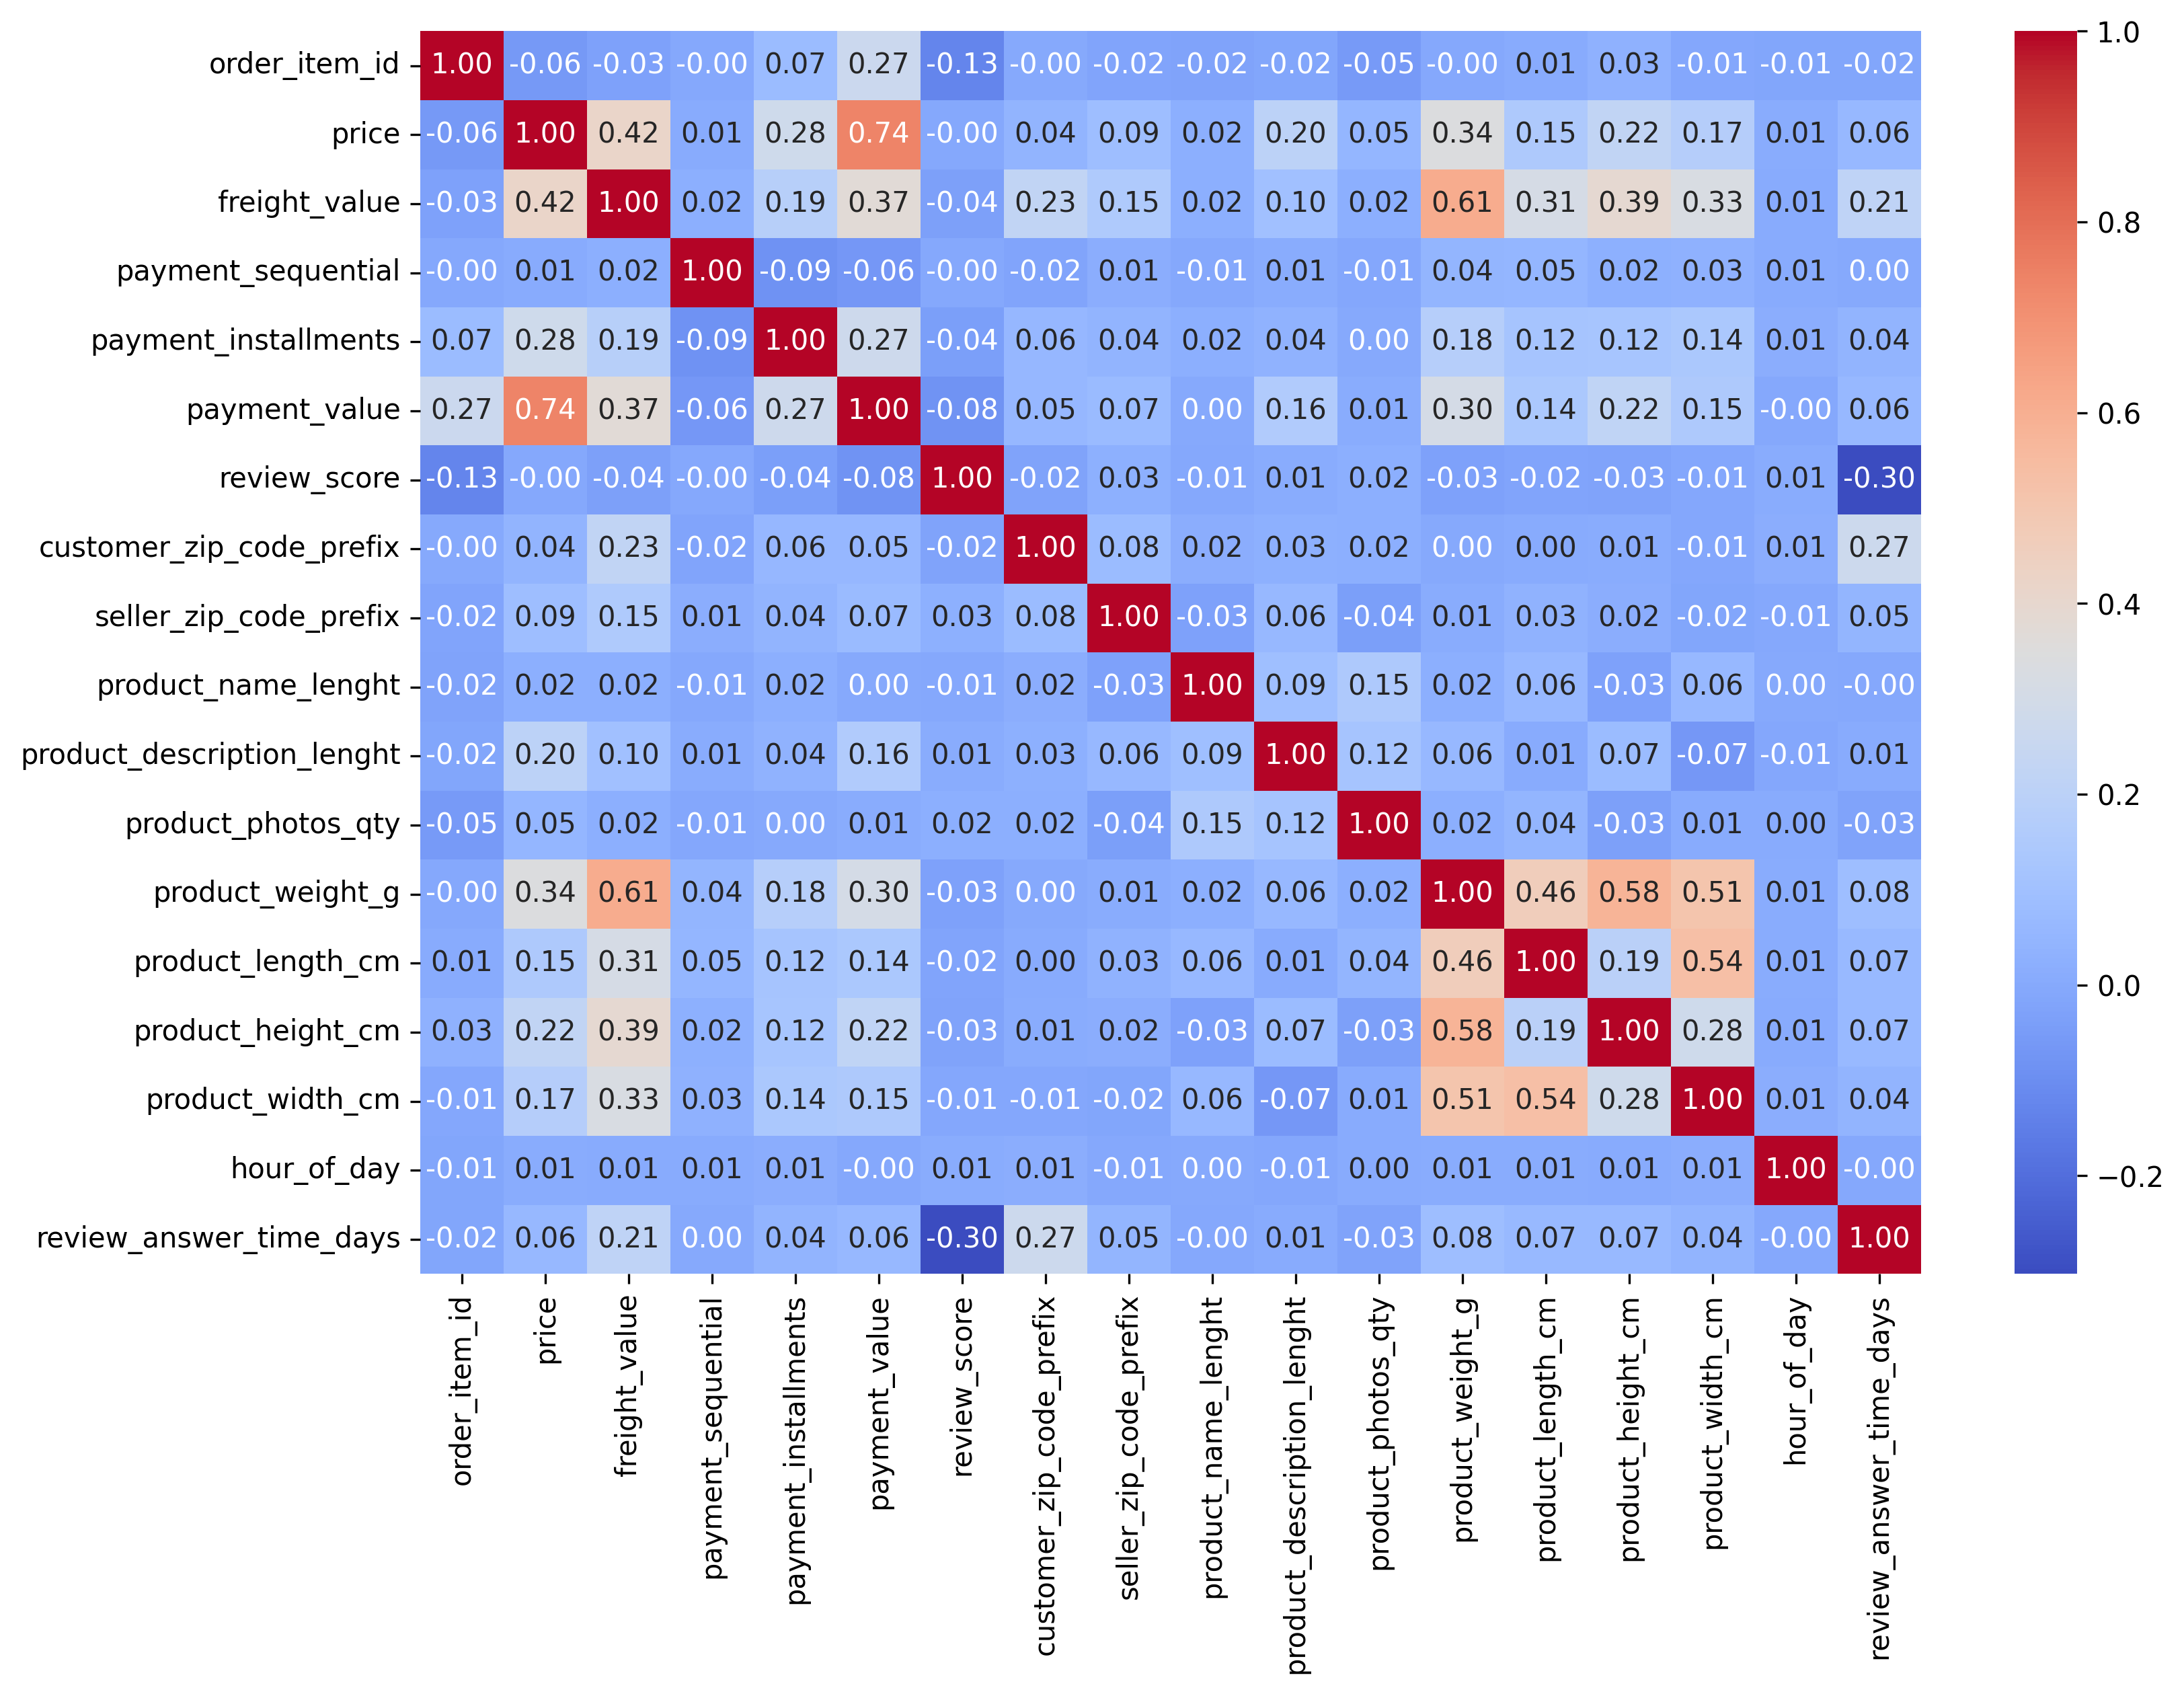 order_item_id 1.00 -0.06 -0.03 -0.00 0.07 0.27 -0.13 -0.00 -0.02 -0.02 -0.02 -0.05 -0.00 0.01 0.03 -0.01 -0.01 -0.02
price -0.06 1.00 0.42 0.01 0.28 0.74 -0.00 0.04 0.09 0.02 0.20 0.05 0.34 0.15 0.22 0.17 0.01 0.06
freight_value -0.03 0.42 1.00 0.02 0.19 0.37 -0.04 0.23 0.15 0.02 0.10 0.02 0.61 0.31 0.39 0.33 0.01 0.21
payment_sequential -0.00 0.01 0.02 1.00 -0.09 -0.06 -0.00 -0.02 0.01 -0.01 0.01 -0.01 0.04 0.05 0.02 0.03 0.01 0.00
payment_installments 0.07 0.28 0.19 -0.09 1.00 0.27 -0.04 0.06 0.04 0.02 0.04 0.00 0.18 0.12 0.12 0.14 0.01 0.04
payment_value 0.27 0.74 0.37 -0.06 0.27 1.00 -0.08 0.05 0.07 0.00 0.16 0.01 0.30 0.14 0.22 0.15 -0.00 0.06
review_score -0.13 -0.00 -0.04 -0.00 -0.04 -0.08 1.00 -0.02 0.03 -0.01 0.01 0.02 -0.03 -0.02 -0.03 -0.01 0.01 -0.30
customer_zip_code_prefix -0.00 0.04 0.23 -0.02 0.06 0.05 -0.02 1.00 0.08 0.02 0.03 0.02 0.00 0.00 0.01 -0.01 0.01 0.27
seller_zip_code_prefix -0.02 0.09 0.15 0.01 0.04 0.07 0.03 0.08 1.00 -0.03 0.06 -0.04 0.01 0.03 0.02 -0.02 -0.01 0.05
product_name_lenght -0.02 0.02 0.02 -0.01 0.02 0.00 -0.01 0.02 -0.03 1.00 0.09 0.15 0.02 0.06 -0.03 0.06 0.00 -0.00
product_description_lenght -0.02 0.20 0.10 0.01 0.04 0.16 0.01 0.03 0.06 0.09 1.00 0.12 0.06 0.01 0.07 -0.07 -0.01 0.01
product_photos_qty -0.05 0.05 0.02 -0.01 0.00 0.01 0.02 0.02 -0.04 0.15 0.12 1.00 0.02 0.04 -0.03 0.01 0.00 -0.03
product_weight_g -0.00 0.34 0.61 0.04 0.18 0.30 -0.03 0.00 0.01 0.02 0.06 0.02 1.00 0.46 0.58 0.51 0.01 0.08
product_length_cm 0.01 0.15 0.31 0.05 0.12 0.14 -0.02 0.00 0.03 0.06 0.01 0.04 0.46 1.00 0.19 0.54 0.01 0.07
product_height_cm 0.03 0.22 0.39 0.02 0.12 0.22 -0.03 0.01 0.02 -0.03 0.07 -0.03 0.58 0.19 1.00 0.28 0.01 0.07
product_width_cm -0.01 0.17 0.33 0.03 0.14 0.15 -0.01 -0.01 -0.02 0.06 -0.07 0.01 0.51 0.54 0.28 1.00 0.01 0.04
hour_of_day -0.01 0.01 0.01 0.01 0.01 -0.00 0.01 0.01 -0.01 0.00 -0.01 0.00 0.01 0.01 0.01 0.01 1.00 -0.00
review_answer_time_days -0.02 0.06 0.21 0.00 0.04 0.06 -0.30 0.27 0.05 -0.00 0.01 -0.03 0.08 0.07 0.07 0.04 -0.00 1.00
order_item_id
price
freight_value
payment_sequential
payment_installments
payment_value
review_score
customer_zip_code_prefix
seller_zip_code_prefix
product_name_lenght
product_description_lenght
product_photos_qty
product_weight_g
product_length_cm
product_height_cm
product_width_cm
hour_of_day
review_answer_time_days
1.0
0.8
0.6
0.4
0.2
0.0
−0.2